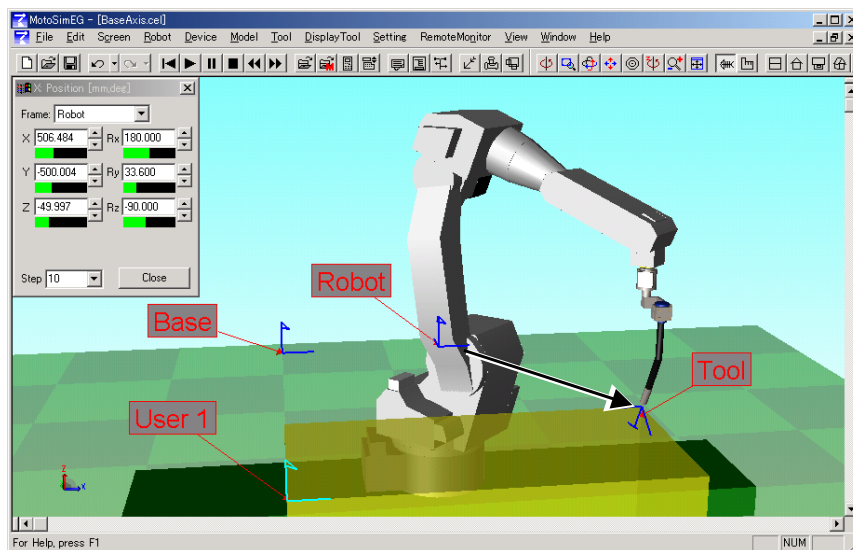 MotoSimEG - [BaseAxis.cel]
File Edit Screen Robot Device Model Tool DisplayTool Setting RemoteMonitor View Window Help
X Position [mm,deg]
Frame: Robot
X 506.484 Rx 180.000
Y -500.004 Ry 33.600
Z -49.997 Rz -90.000
Step 10 Close
Robot
Base
Tool
User 1
Z
X
For Help, press F1
NUM